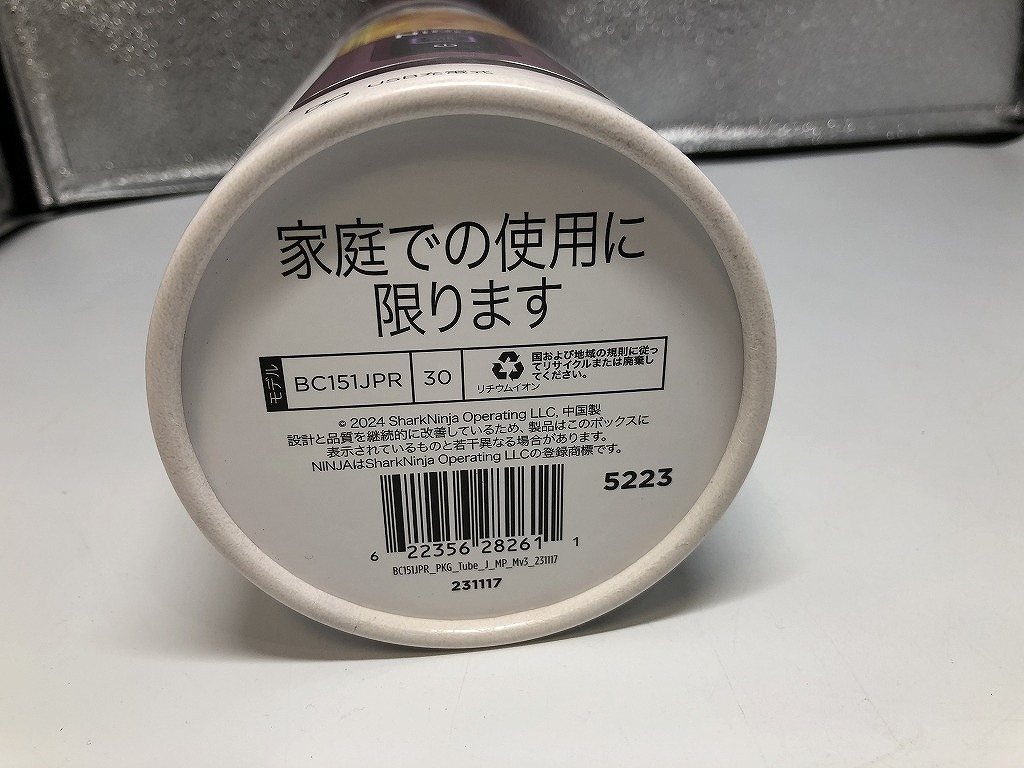 USB充電式
家庭での使用に
限ります
モデル
BC151JPR
30
国および地域の規則に従っ
てリサイクルまたは廃棄し
てください。
リチウムイオン
© 2024 SharkNinja Operating LLC, 中国製
設計と品質を継続的に改善しているため、製品はこのボックスに
表示されているものと若干異なる場合があります。
NINJAはSharkNinja Operating LLCの登録商標です。
5223
6 22356 28261 1
BC151JPR_PKG_Tube_J_MP_Mv3_231117
231117